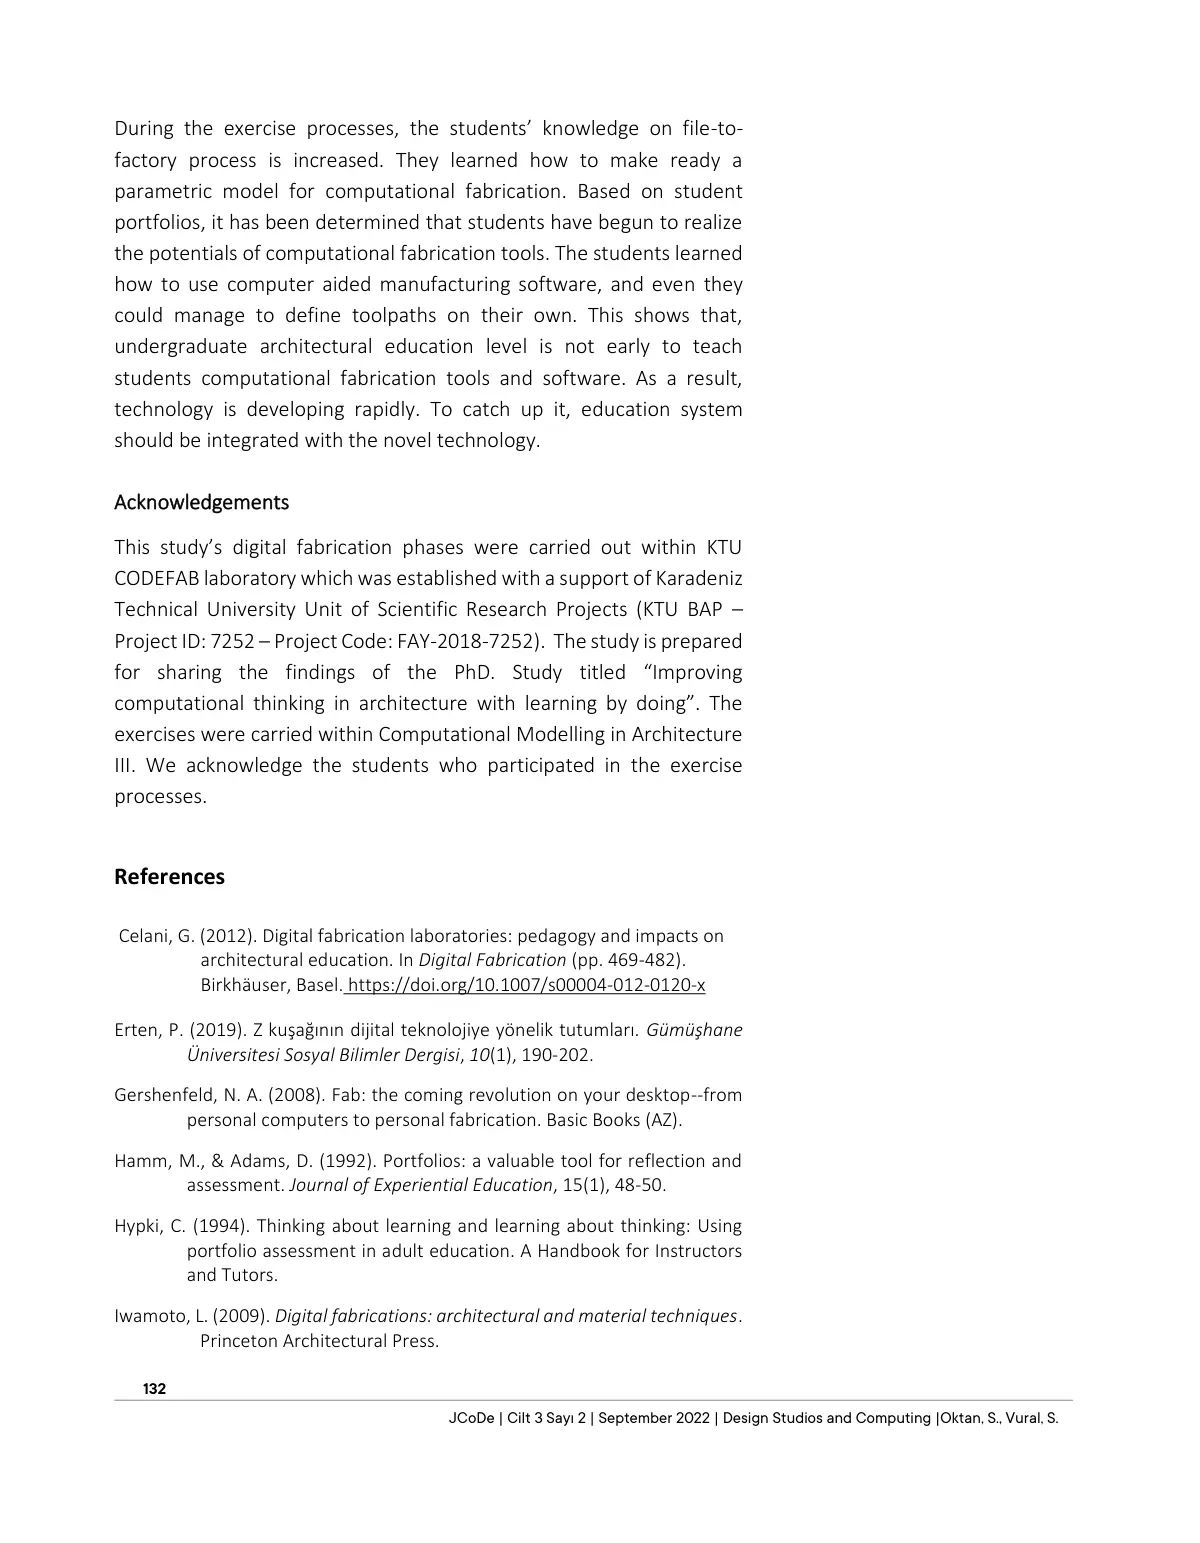 During the exercise processes, the students’ knowledge on file-to-
factory process is increased. They learned how to make ready a
parametric model for computational fabrication. Based on student
portfolios, it has been determined that students have begun to realize
the potentials of computational fabrication tools. The students learned
how to use computer aided manufacturing software, and even they
could manage to define toolpaths on their own. This shows that,
undergraduate architectural education level is not early to teach
students computational fabrication tools and software. As a result,
technology is developing rapidly. To catch up it, education system
should be integrated with the novel technology.
Acknowledgements
This study’s digital fabrication phases were carried out within KTU
CODEFAB laboratory which was established with a support of Karadeniz
Technical University Unit of Scientific Research Projects (KTU BAP –
Project ID: 7252 – Project Code: FAY-2018-7252). The study is prepared
for sharing the findings of the PhD. Study titled “Improving
computational thinking in architecture with learning by doing”. The
exercises were carried within Computational Modelling in Architecture
III. We acknowledge the students who participated in the exercise
processes.
References
Celani, G. (2012). Digital fabrication laboratories: pedagogy and impacts on
architectural education. In Digital Fabrication (pp. 469-482).
Birkhäuser, Basel. https://doi.org/10.1007/s00004-012-0120-x
Erten, P. (2019). Z kuşağının dijital teknolojiye yönelik tutumları. Gümüşhane
Üniversitesi Sosyal Bilimler Dergisi, 10(1), 190-202.
Gershenfeld, N. A. (2008). Fab: the coming revolution on your desktop--from
personal computers to personal fabrication. Basic Books (AZ).
Hamm, M., & Adams, D. (1992). Portfolios: a valuable tool for reflection and
assessment. Journal of Experiential Education, 15(1), 48-50.
Hypki, C. (1994). Thinking about learning and learning about thinking: Using
portfolio assessment in adult education. A Handbook for Instructors
and Tutors.
Iwamoto, L. (2009). Digital fabrications: architectural and material techniques.
Princeton Architectural Press.
132
JCoDe | Cilt 3 Sayı 2 | September 2022 | Design Studios and Computing |Oktan, S., Vural, S.